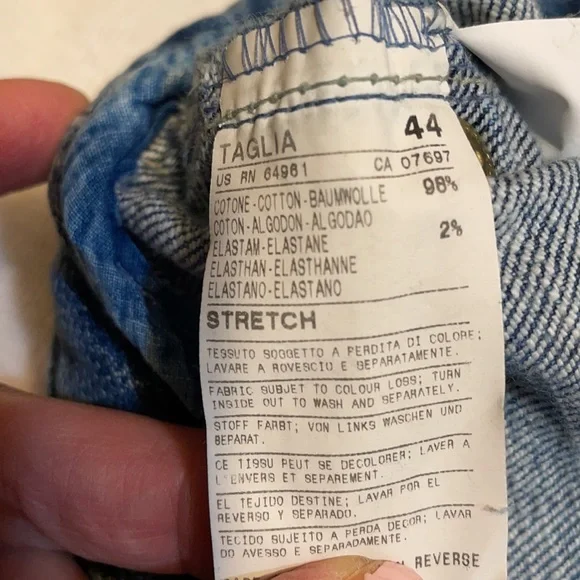 TAGLIA 44
US RN 64961 CA 07697
COTONE-COTTON-BAUMWOLLE 98%
COTON-ALGODON-ALGODAO
ELASTAM-ELASTANE 2%
ELASTHAN-ELASTHANNE
ELASTANO-ELASTANO
STRETCH
TESSUTO SOGGETTO A PERDITA DI COLORE;
LAVARE A ROVESCIO E SEPARATAMENTE.
FABRIC SUBJET TO COLOUR LOSS; TURN
INSIDE OUT TO WASH AND SEPARATELY.
STOFF FARBT; VON LINKS WASCHEN UND
SEPARAT.
CE TISSU PEUT SE DECOLORER; LAVER A
L'ENVERS ET SEPAREMENT.
EL TEJIDO DESTINE; LAVAR POR EL
REVERSO Y SEPARADO.
TECIDO SUJEITO A PERDA DECOR; LAVAR
DO AVESSO E SEPARADAMENTE.
REVERSE